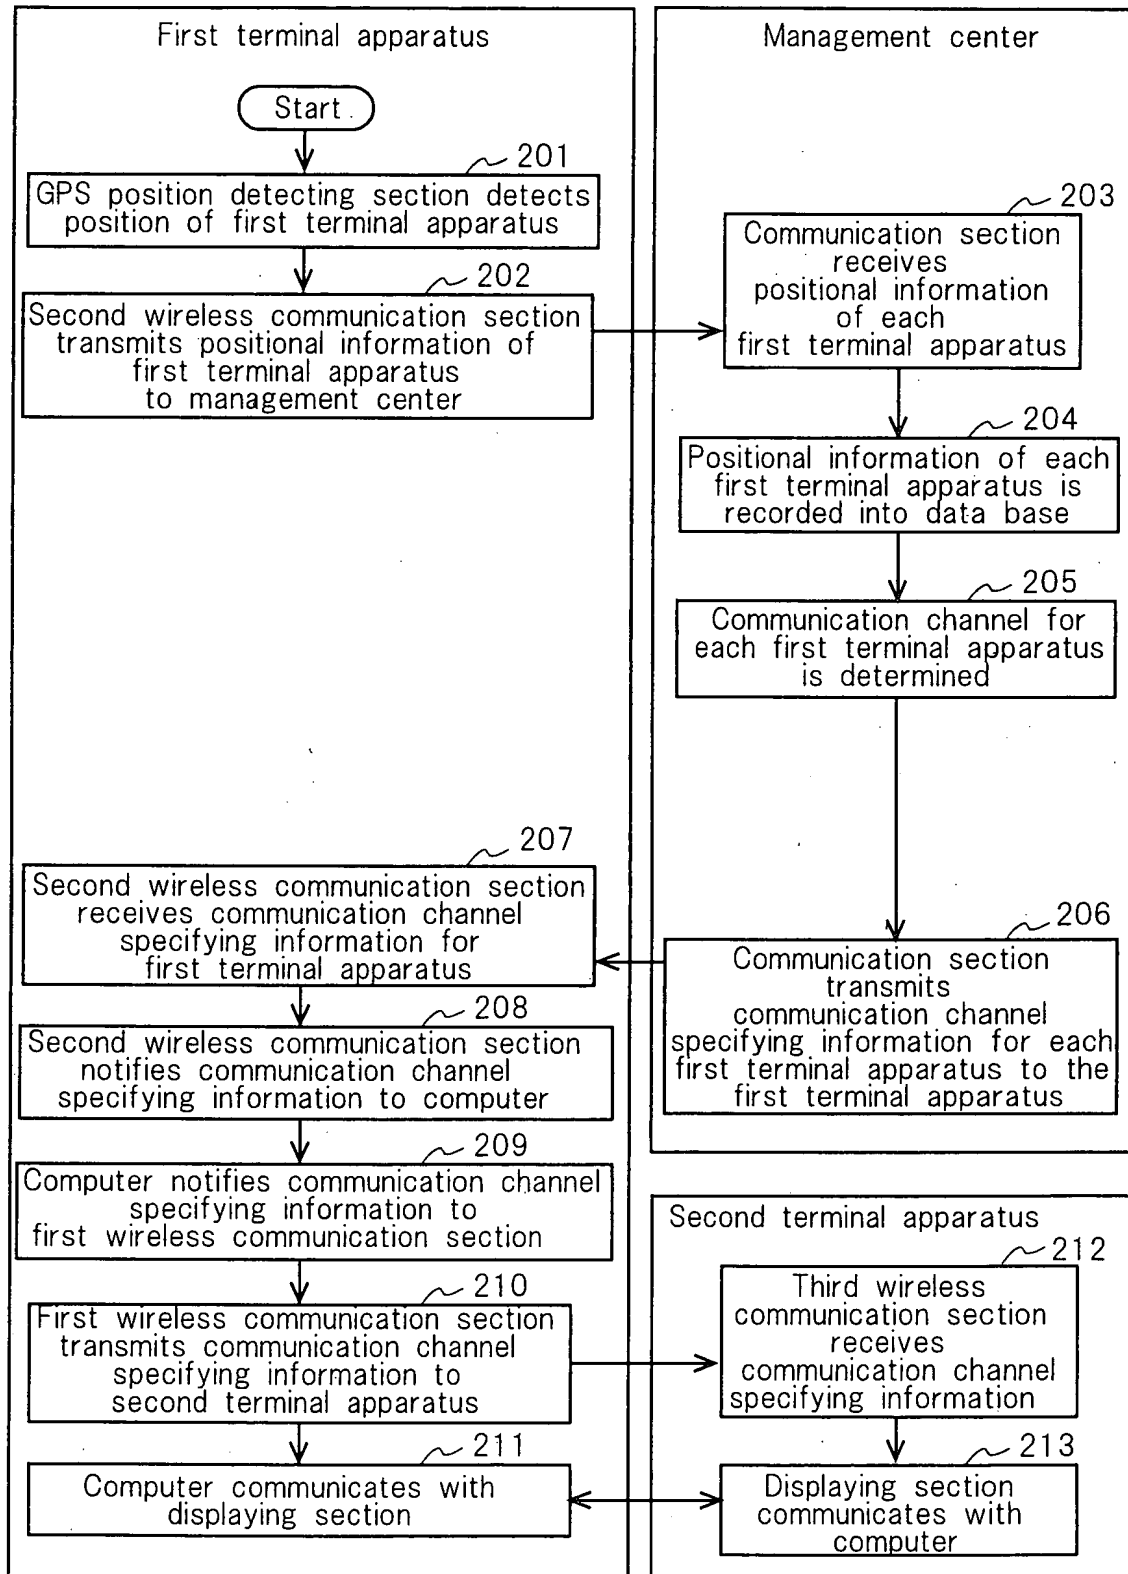 First terminal apparatus
Start
201
GPS position detecting section detects
position of first terminal apparatus
202
Second wireless communication section
transmits positional information of
first terminal apparatus
to management center
Management center
203
Communication section
receives
positional information
of each
first terminal apparatus
204
Positional information of each
first terminal apparatus is
recorded into data base
205
Communication channel for
each first terminal apparatus
is determined
206
Communication section
transmits
communication channel
specifying information for each
first terminal apparatus to the
first terminal apparatus
207
Second wireless communication section
receives communication channel
specifying information for
first terminal apparatus
208
Second wireless communication section
notifies communication channel
specifying information to computer
209
Computer notifies communication channel
specifying information to
first wireless communication section
210
First wireless communication section
transmits communication channel
specifying information to
second terminal apparatus
211
Computer communicates with
displaying section
Second terminal apparatus
212
Third wireless
communication section
receives
communication channel
specifying information
213
Displaying section
communicates with
computer